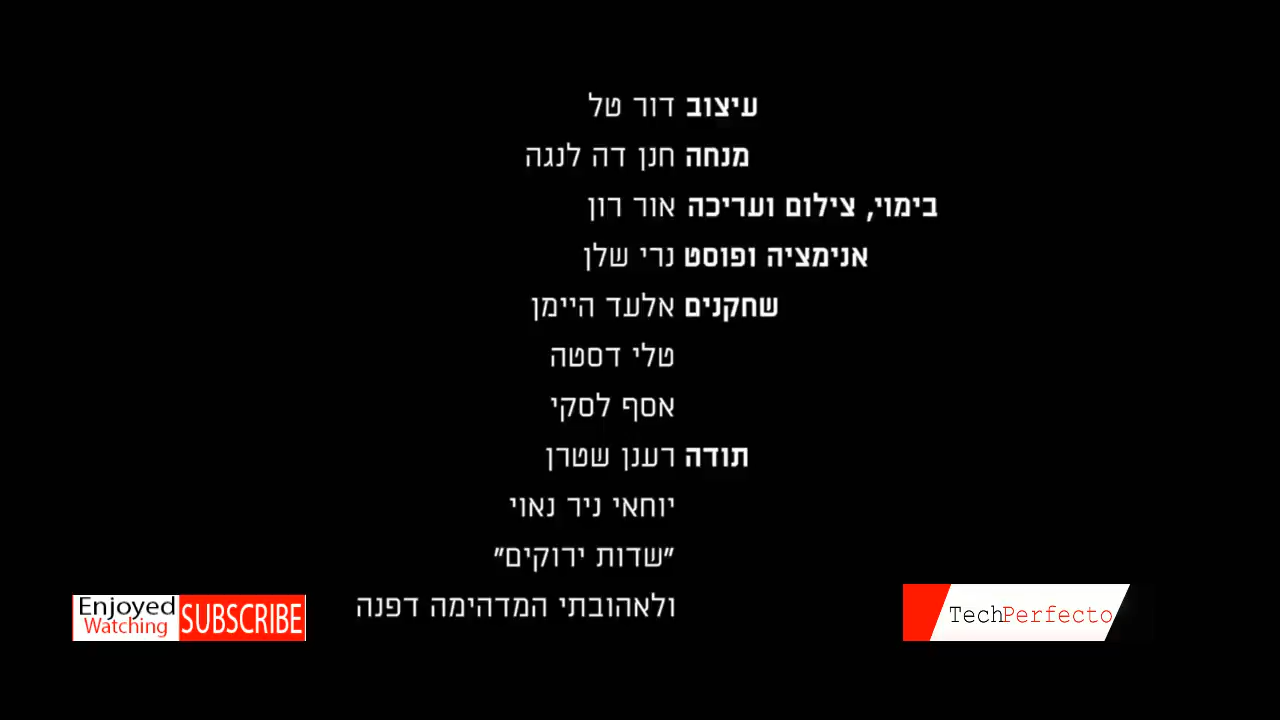 עיצוב דור טל
מנחה חנן דה לנגה
בימוי, צילום ועריכה אור רון
אנימציה ופוסט נרי שלן
שחקנים אלעד היימן
טלי דסטה
אסף לסקי
תודה רענן שטרן
יוחאי ניר נאוי
"שדות ירוקים"
ולאהובתי המדהימה דפנה
Enjoyed
Watching
SUBSCRIBE
TechPerfecto